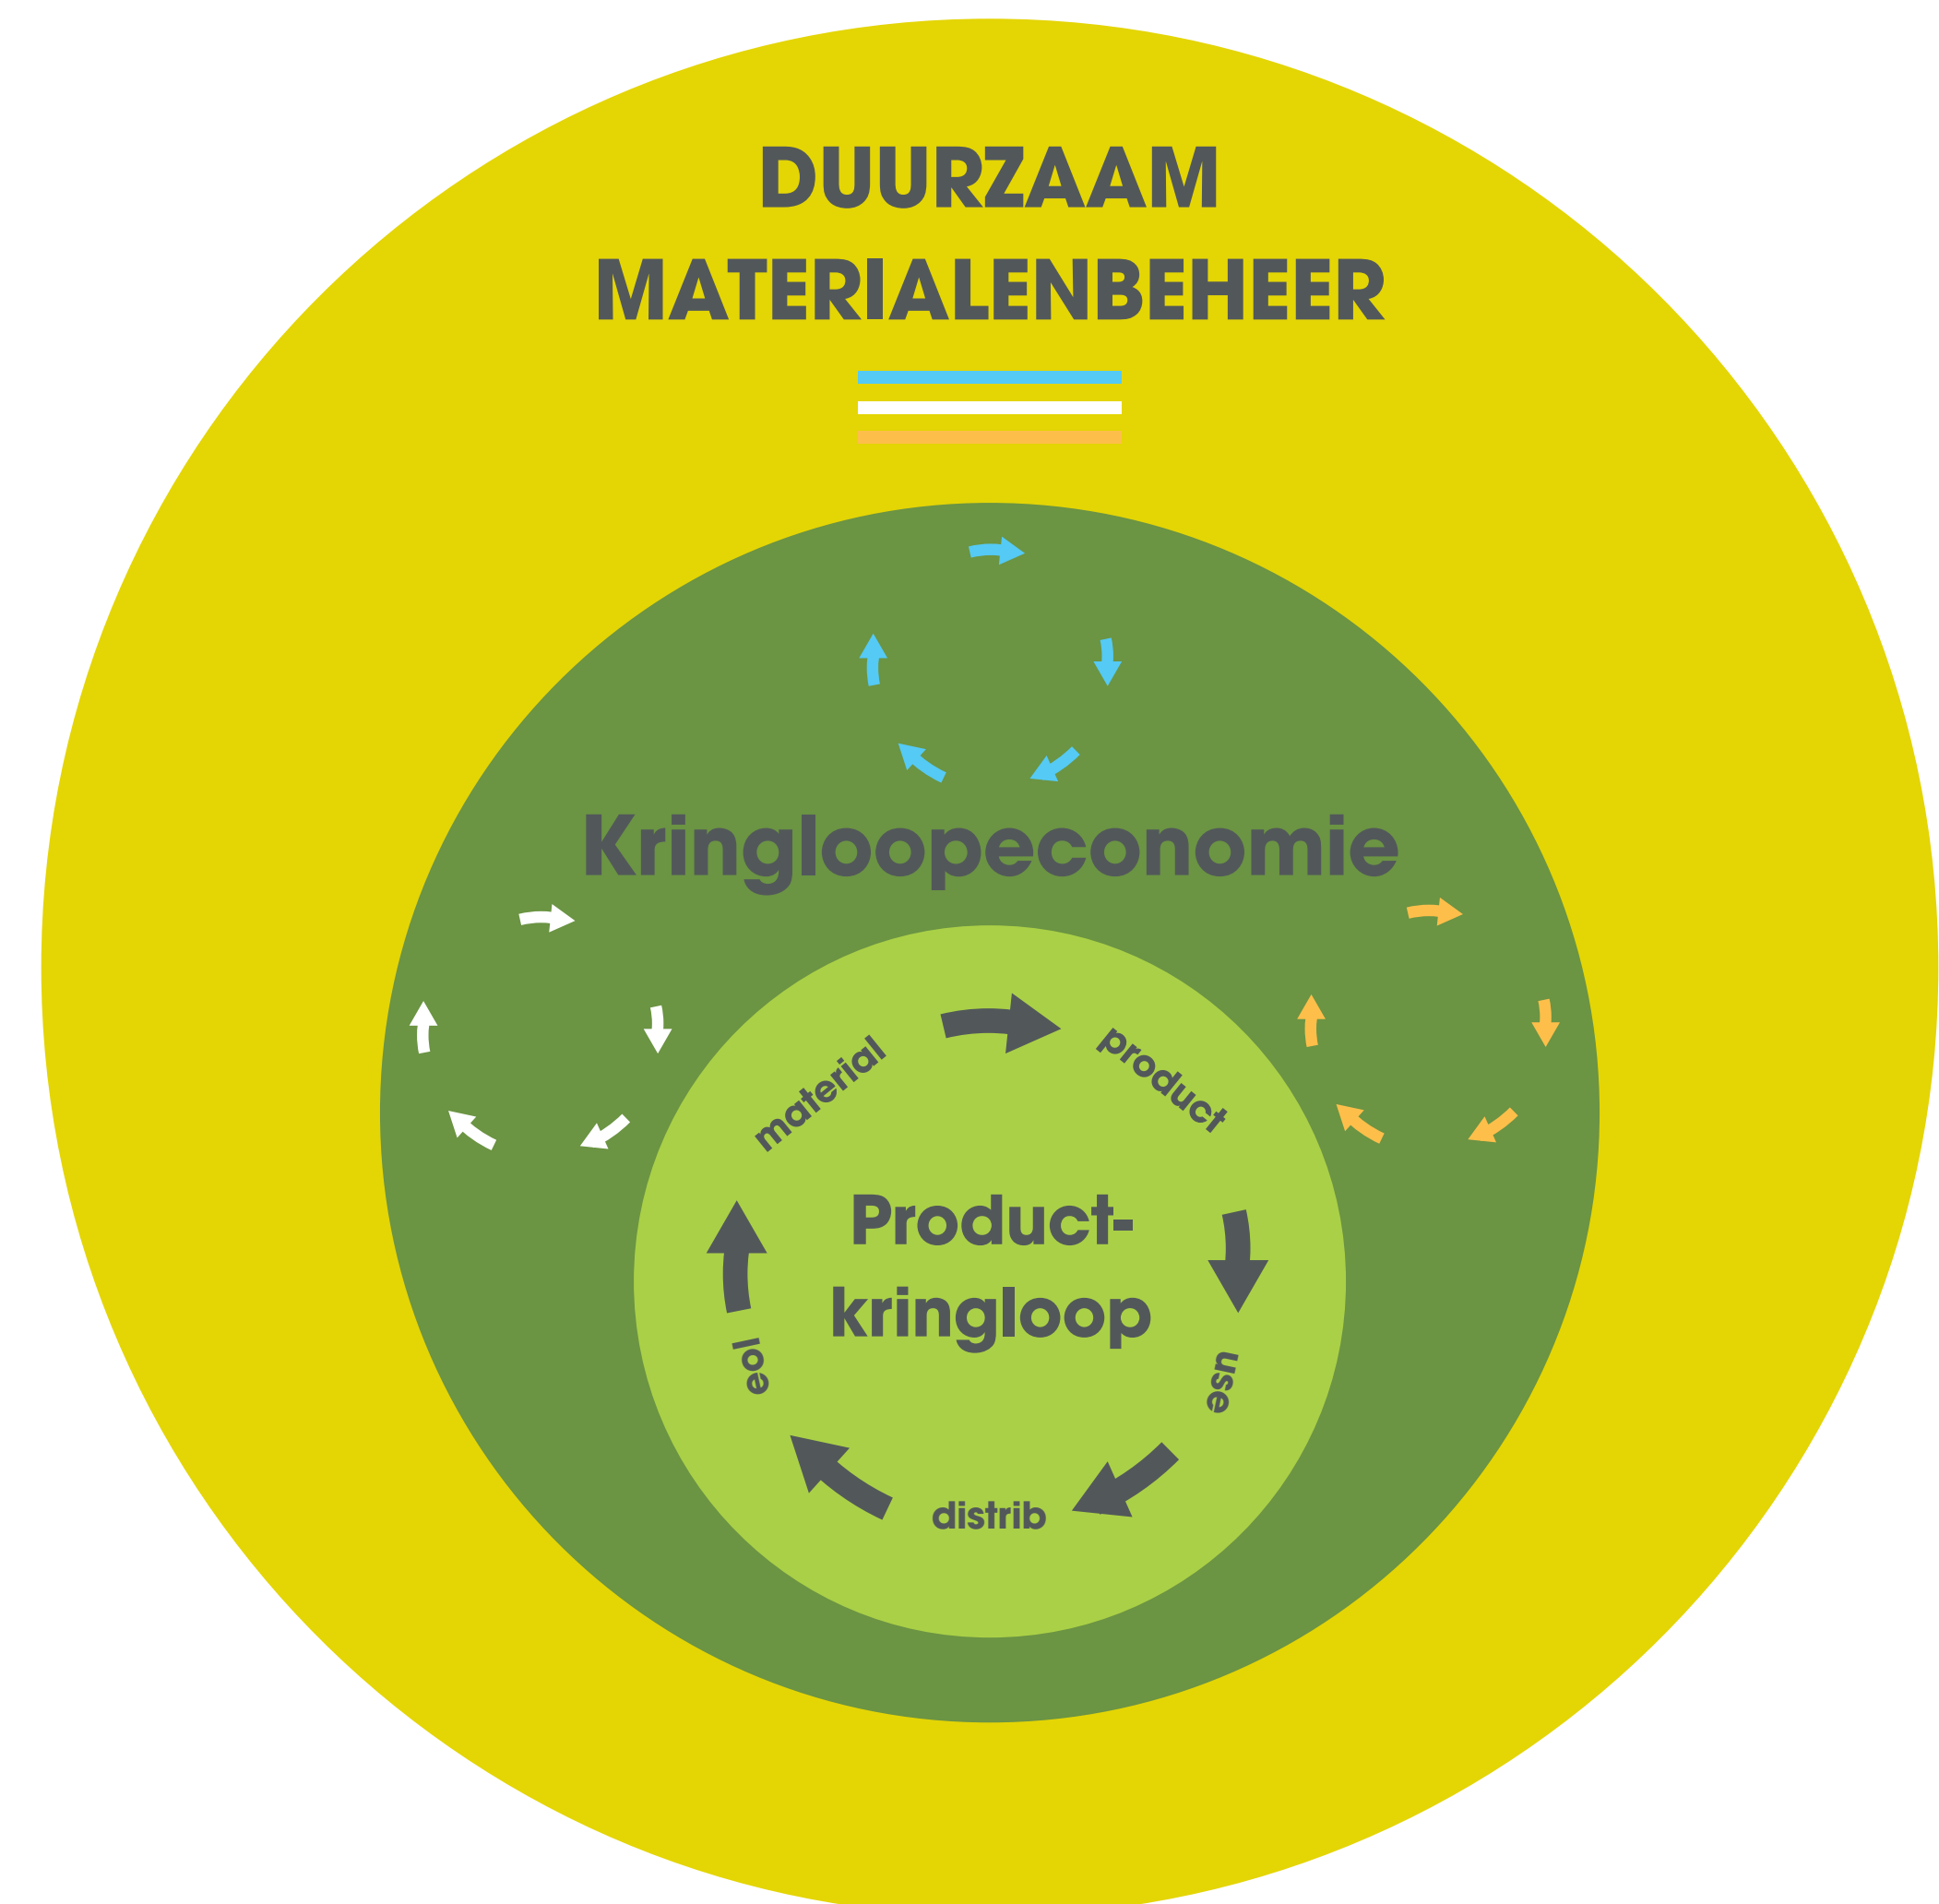 DUURZAAM
MATERIALENBEHEER
Kringloopeconomie
material
product
Product-
kringloop
eol
use
distrib